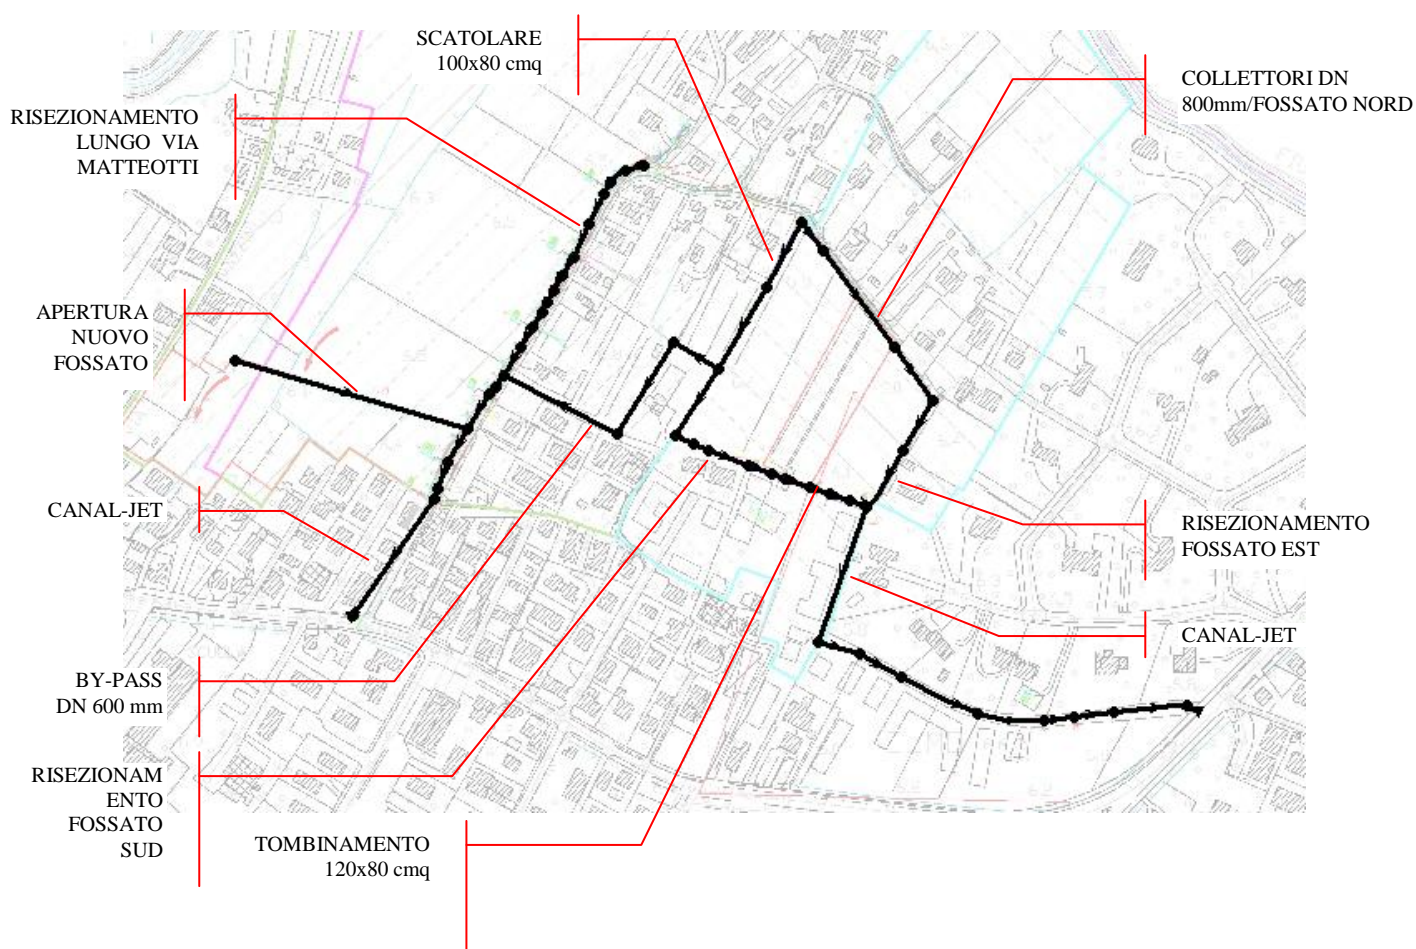 SCATOLARE
100x80 cmq
COLLETTORI DN
800mm/FOSSATO NORD
RISEZIONAMENTO
LUNGO VIA
MATTEOTTI
APERTURA
NUOVO
FOSSATO
CANAL-JET
RISEZIONAMENTO
FOSSATO EST
CANAL-JET
BY-PASS
DN 600 mm
RISEZIONAM
ENTO
FOSSATO
SUD
TOMBINAMENTO
120x80 cmq